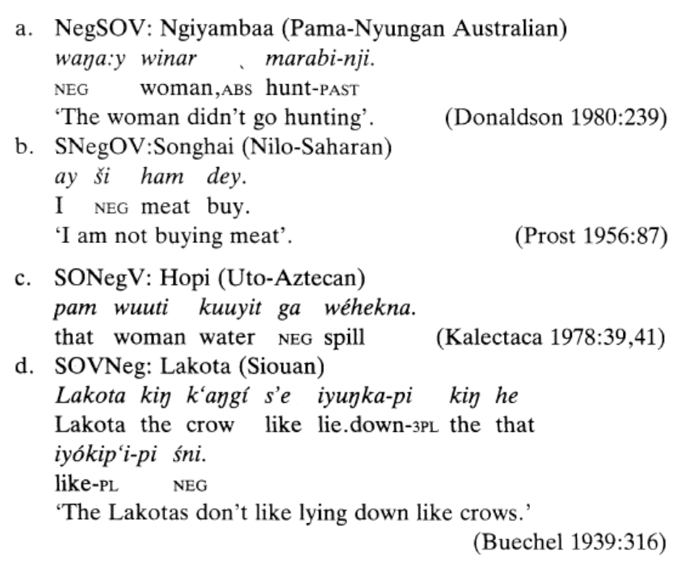 a. NegSOV: Ngiyambaa (Pama-Nyungan Australian)
waŋa:y winar marabi-nji.
NEG woman,ABS hunt-PAST
‘The woman didn’t go hunting’. (Donaldson 1980:239)
b. SNegOV:Songhai (Nilo-Saharan)
ay ši ham dey.
I NEG meat buy.
‘I am not buying meat’. (Prost 1956:87)
c. SONegV: Hopi (Uto-Aztecan)
pam wuuti kuuyit ga wéhekna.
that woman water NEG spill (Kalectaca 1978:39,41)
d. SOVNeg: Lakota (Siouan)
Lakota kiŋ k‘aŋgí s’e iyuŋka-pi kiŋ he
Lakota the crow like lie.down-3PL the that
iyókip‘i-pi śni.
like-PL NEG
‘The Lakotas don’t like lying down like crows.’
(Buechel 1939:316)